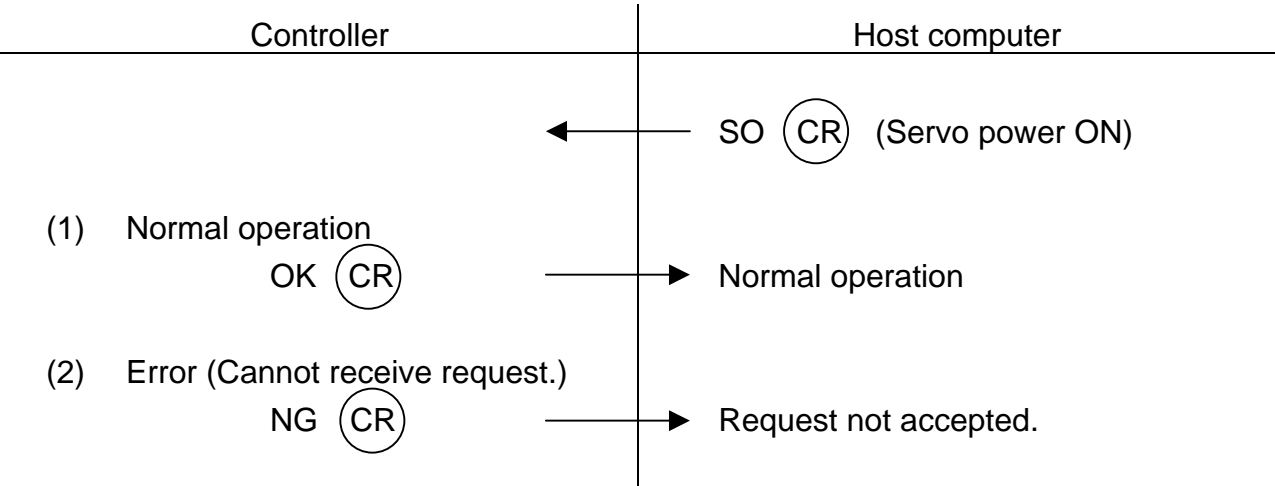 Controller Host computer
SO CR (Servo power ON)
(1) Normal operation
OK CR Normal operation
(2) Error (Cannot receive request.)
NG CR Request not accepted.